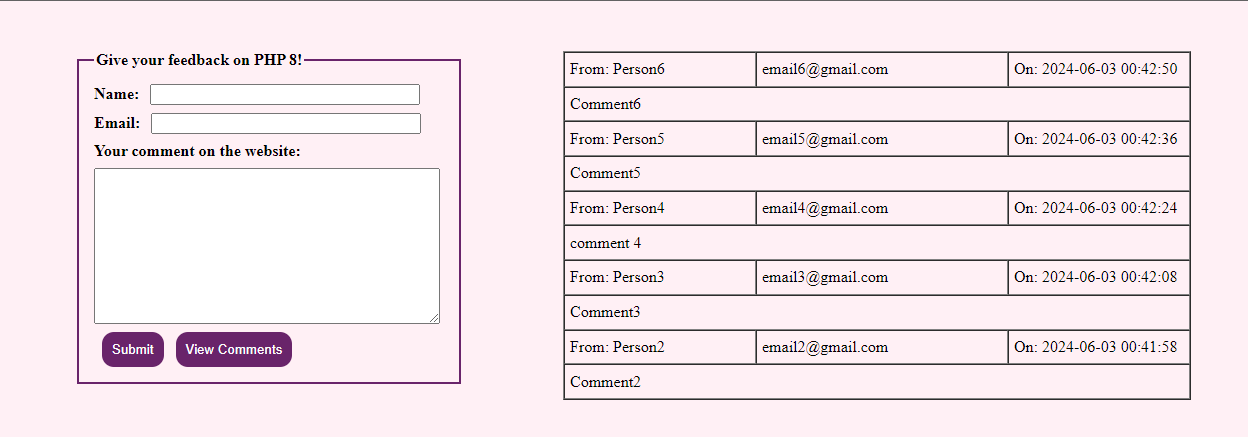 Give your feedback on PHP 8!
Name:
Email:
Your comment on the website:
Submit View Comments
From: Person6 email6@gmail.com On: 2024-06-03 00:42:50
Comment6
From: Person5 email5@gmail.com On: 2024-06-03 00:42:36
Comment5
From: Person4 email4@gmail.com On: 2024-06-03 00:42:24
comment 4
From: Person3 email3@gmail.com On: 2024-06-03 00:42:08
Comment3
From: Person2 email2@gmail.com On: 2024-06-03 00:41:58
Comment2